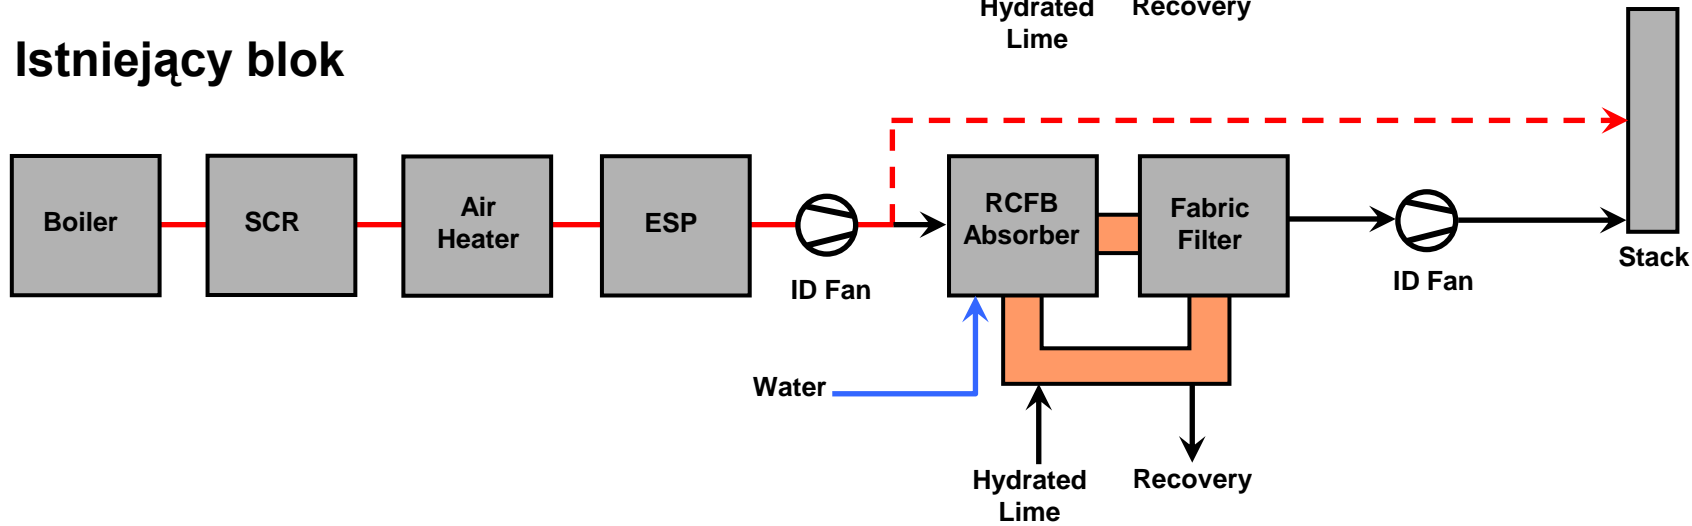 Hydrated Recovery
Lime
Istniejący blok
Boiler
SCR
Air
Heater
ESP
ID Fan
RCFB
Absorber
Fabric
Filter
ID Fan
Stack
Water
Hydrated
Lime
Recovery